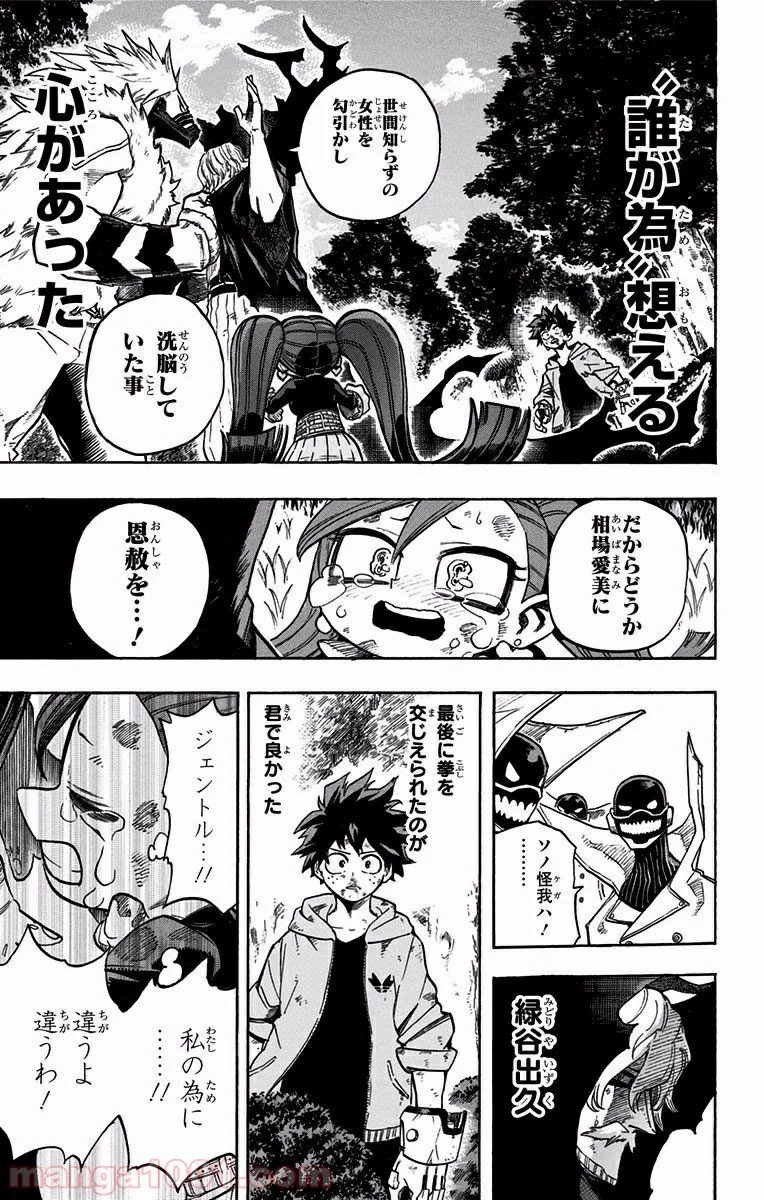 〝誰が為〟想える
心があった
世間知らずの
女性を
勾引かし
洗脳して
いた事
だからどうか
相場愛美に
恩赦を…！
ソノ怪我ハ！
………
最後に拳を
交じえられたのが
君で良かった
緑谷出久
ジェントル…!!
私の為に
……!!
違うよ
違うわ！